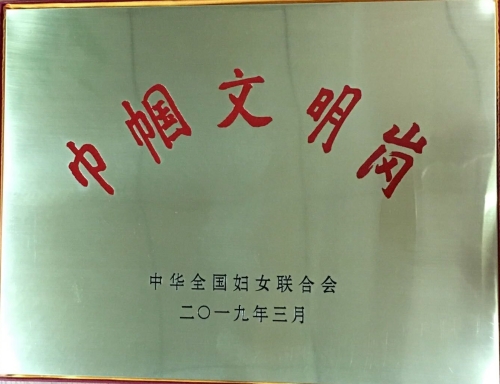 巾帼文明岗
中华全国妇女联合会
二〇一九年三月